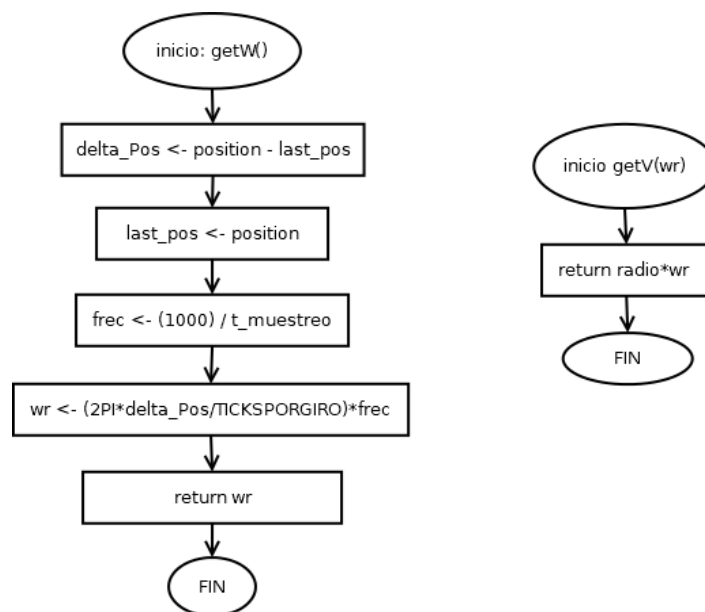 inicio: getW()
delta_Pos <- position - last_pos
last_pos <- position
frec <- (1000) / t_muestreo
wr <- (2PI*delta_Pos/TICKSPORGIRO)*frec
return wr
FIN
inicio getV(wr)
return radio*wr
FIN